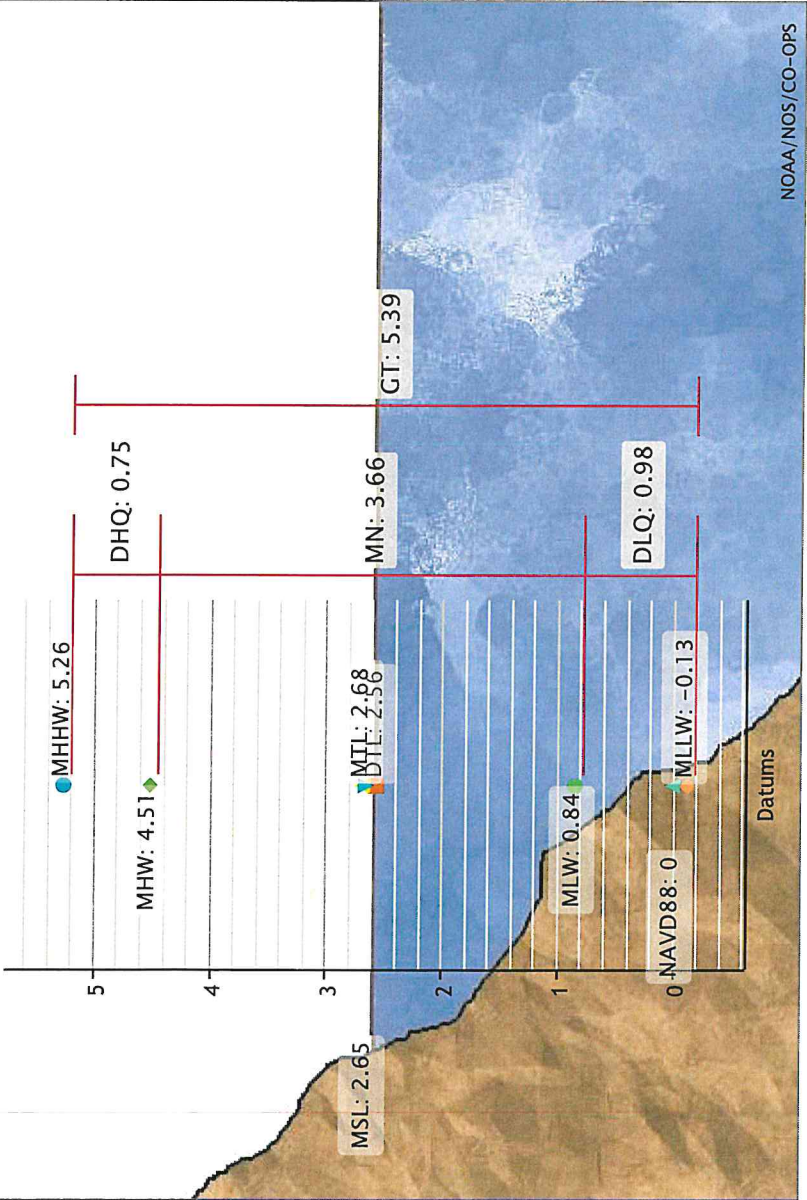 MHHW: 5.26
DHQ: 0.75
5
MHW: 4.51
4
3
GT: 5.39
MSL: 2.65
MTL: 2.68
DTL: 2.56
MN: 3.66
2
1
MLW: 0.84
DLQ: 0.98
0
NAVD88: 0
MLLW: -0.13
Datums
NOAA/NOS/CO-OPS